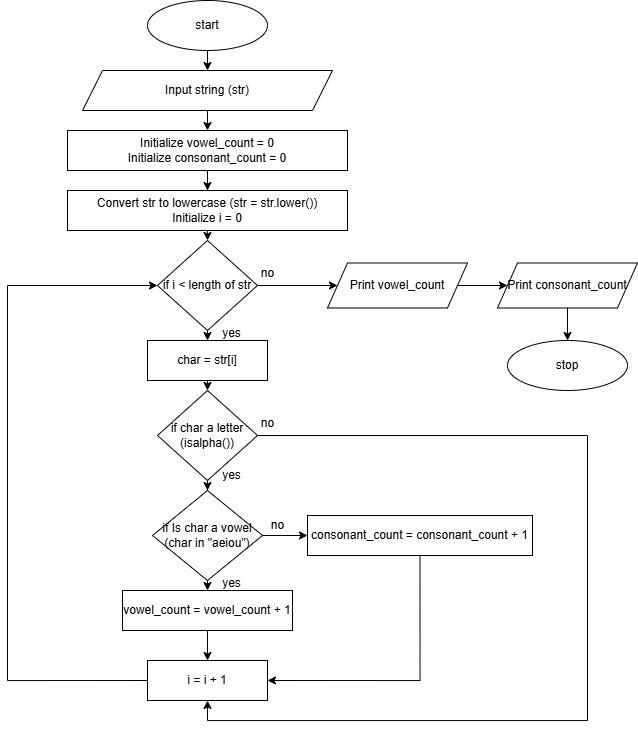 start
Input string (str)
Initialize vowel_count = 0
Initialize consonant_count = 0
Convert str to lowercase (str = str.lower())
Initialize i = 0
if i < length of str
no
Print vowel_count
Print consonant_count
yes
char = str[i]
stop
if char a letter
(isalpha())
no
yes
if Is char a vowel
(char in "aeiou")
no
consonant_count = consonant_count + 1
yes
vowel_count = vowel_count + 1
i = i + 1